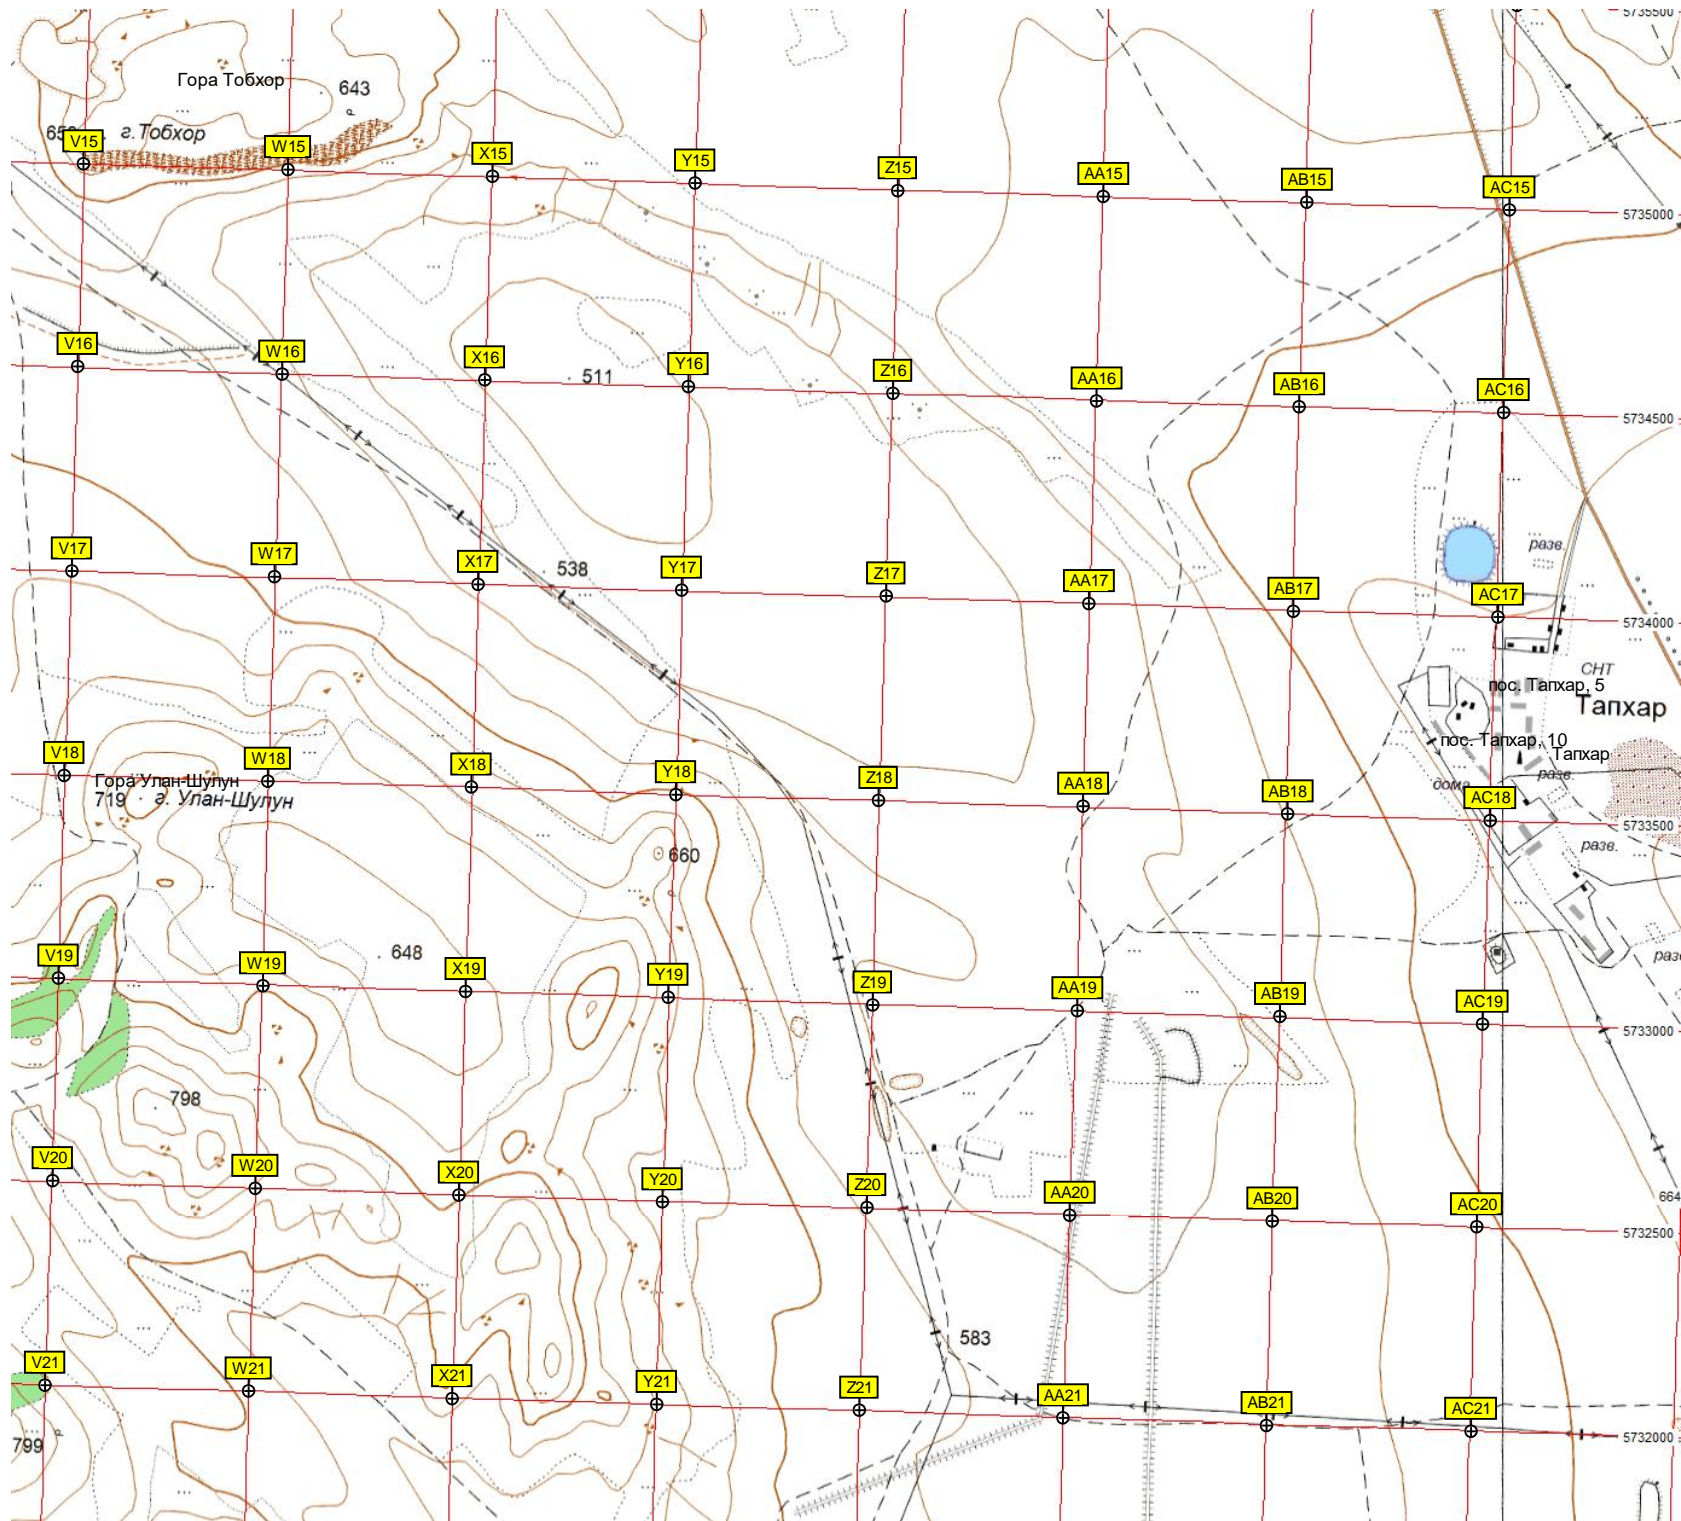 5735500
Гора Тобхор
643
г.Тобхор
V15
W15
X15
Y15
Z15
AA15
AB15
AC15
5735000
V16
W16
X16
511
Y16
Z16
AA16
AB16
AC16
5734500
разв.
V17
W17
X17
538
Y17
Z17
AA17
AB17
AC17
5734000
СНТ
пос. Тапхар, 5
Тапхар
пос. Тапхар, 10
Тапхар
разв.
дома
V18
Гора Улан-Шулун
719 г. Улан-Шулун
W18
X18
Y18
Z18
AA18
AB18
AC18
5733500
разв.
660
648
V19
W19
X19
Y19
Z19
AA19
AB19
AC19
5733000
798
V20
W20
X20
Y20
Z20
AA20
AB20
AC20
664
5732500
583
V21
W21
X21
Y21
Z21
AA21
AB21
AC21
5732000
799